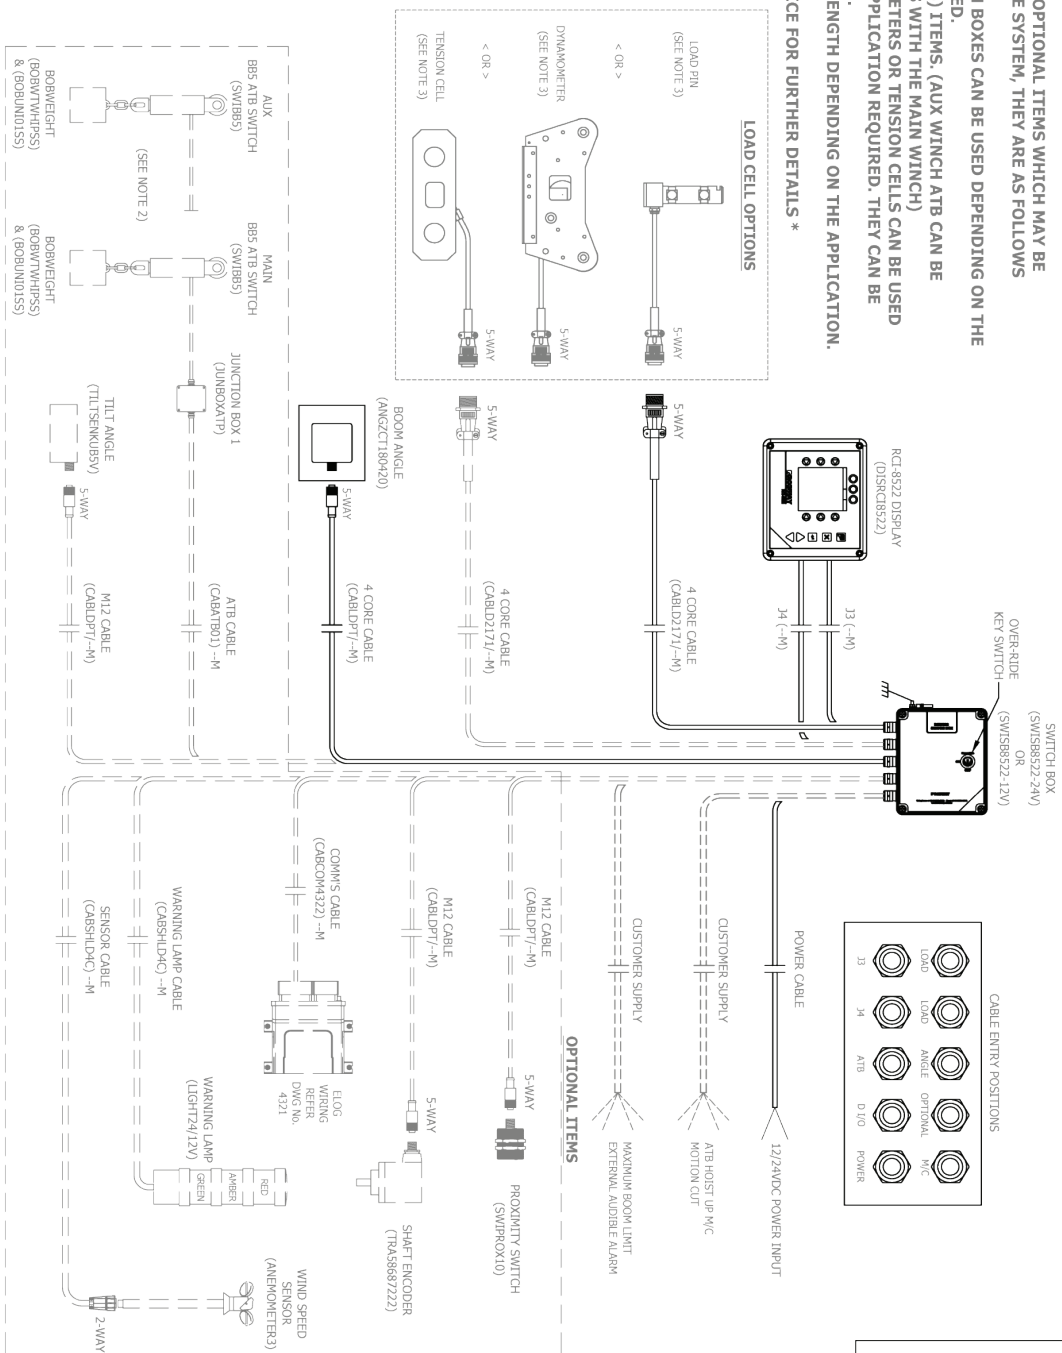 OPTIONAL ITEMS WHICH MAY BE
E SYSTEM, THEY ARE AS FOLLOWS
N BOXES CAN BE USED DEPENDING ON THE
ED.
) ITEMS. (AUX WINCH ATB CAN BE
S WITH THE MAIN WINCH)
ETERS OR TENSION CELLS CAN BE USED
PPLICATION REQUIRED. THEY CAN BE
.
ENGTH DEPENDING ON THE APPLICATION.
CE FOR FURTHER DETAILS *
SWITCH BOX
(SWISB8522-24V)
OR
(SWISB8522-12V)
OVER-RIDE
KEY SWITCH
RCI-8522 DISPLAY
(DISRCI8522)
J3 (--M)
J4 (--M)
CABLE ENTRY POSITIONS
LOAD
LOAD
ANGLE
OPTIONAL
M/C
J3
J4
ATB
D I/O
POWER
LOAD CELL OPTIONS
LOAD PIN
(SEE NOTE 3)
< OR >
DYNAMOMETER
(SEE NOTE 3)
< OR >
TENSION CELL
(SEE NOTE 3)
5-WAY
5-WAY
5-WAY
5-WAY
4 CORE CABLE
(CABLD2171/--M)
5-WAY
4 CORE CABLE
(CABLD2171/--M)
BOOM ANGLE
(ANGZCT180420)
5-WAY
4 CORE CABLE
(CABLDPT/--M)
POWER CABLE
12/24VDC POWER INPUT
CUSTOMER SUPPLY
ATB HOIST UP M/C
MOTION CUT
CUSTOMER SUPPLY
MAXIMUM BOOM LIMIT
EXTERNAL AUDIBLE ALARM
AUX
BB5 ATB SWITCH
(SWIBB5)
BOBWEIGHT
(BOBWTWHIPSS)
& (BOBUNI01SS)
(SEE NOTE 2)
MAIN
BB5 ATB SWITCH
(SWIBB5)
BOBWEIGHT
(BOBWTWHIPSS)
& (BOBUNI01SS)
JUNCTION BOX 1
(JUNBOXATP)
ATB CABLE
(CABATB01) --M
TILT ANGLE
(TILTSENKUB5V)
5-WAY
M12 CABLE
(CABLDPT/--M)
OPTIONAL ITEMS
M12 CABLE
(CABLDPT/--M)
5-WAY
PROXIMITY SWITCH
(SWIPROX10)
M12 CABLE
(CABLDPT/--M)
5-WAY
SHAFT ENCODER
(TRA58687222)
COMM'S CABLE
(CABCOM4322) --M
ELOG
WIRING
REFER
DWG No.
4321
WARNING LAMP CABLE
(CABSHLD4C) --M
WARNING LAMP
(LIGHT24/12V)
RED
AMBER
GREEN
SENSOR CABLE
(CABSHLD4C) --M
2-WAY
WIND SPEED
SENSOR
(ANEMOMETER3)